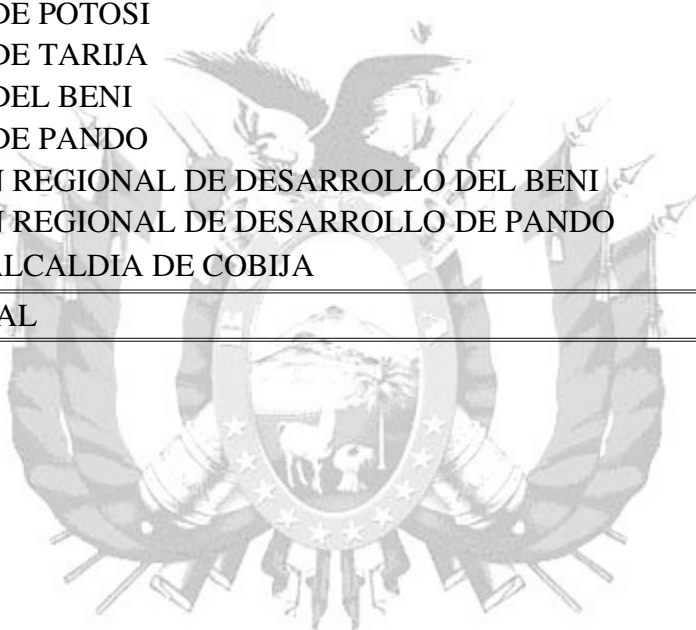 DE POTOSI
DE TARIJA
DEL BENI
DE PANDO
N REGIONAL DE DESARROLLO DEL BENI
N REGIONAL DE DESARROLLO DE PANDO
ALCALDIA DE COBIJA
AL